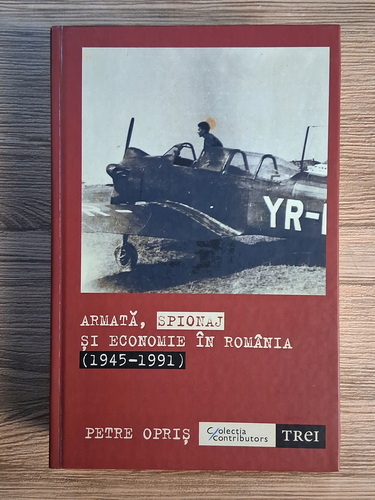 YR-
ARMATĂ, SPIONAJ
ȘI ECONOMIE ÎN ROMÂNIA
(1945-1991)
PETRE OPRIȘ
Colecția
Contributors
TREI